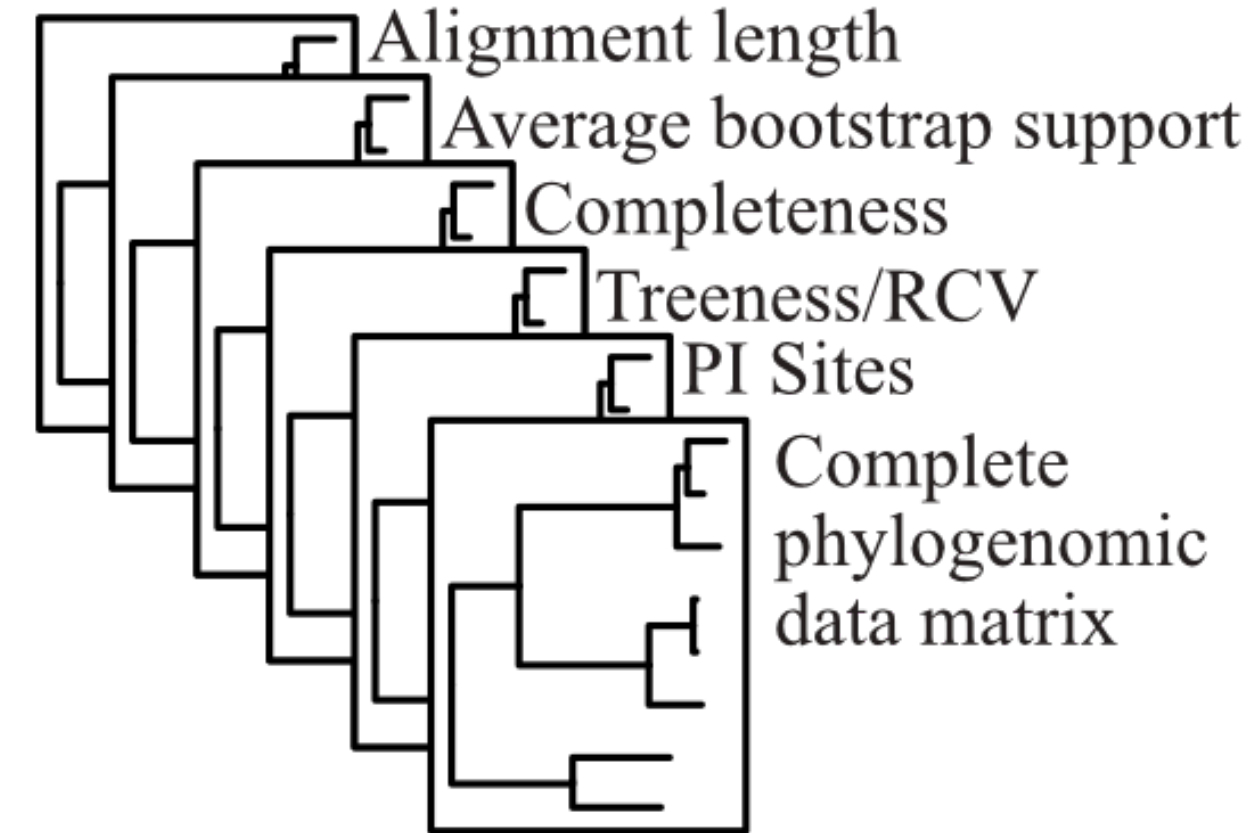 Alignment length
Average bootstrap support
Completeness
Treeness/RCV
PI Sites
Complete
phylogenomic
data matrix